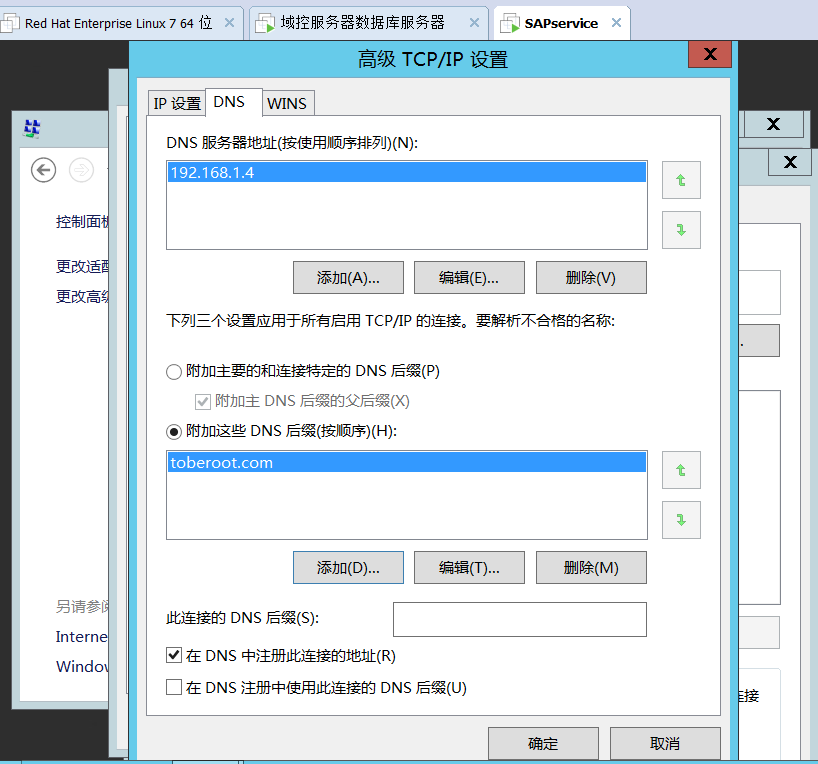 Red Hat Enterprise Linux 7 64 位
域控服务器数据库服务器
SAPservice
高级 TCP/IP 设置
IP 设置
DNS
WINS
DNS 服务器地址(按使用顺序排列)(N):
192.168.1.4
添加(A)...
编辑(E)...
删除(V)
下列三个设置应用于所有启用 TCP/IP 的连接。要解析不合格的名称:
附加主要的和连接特定的 DNS 后缀(P)
附加主 DNS 后缀的父后缀(X)
附加这些 DNS 后缀(按顺序)(H):
toberoot.com
添加(D)...
编辑(T)...
删除(M)
此连接的 DNS 后缀(S):
在 DNS 中注册此连接的地址(R)
在 DNS 注册中使用此连接的 DNS 后缀(U)
确定
取消
控制面板
更改适配
更改高级
另请参阅
Interne
Window
连接